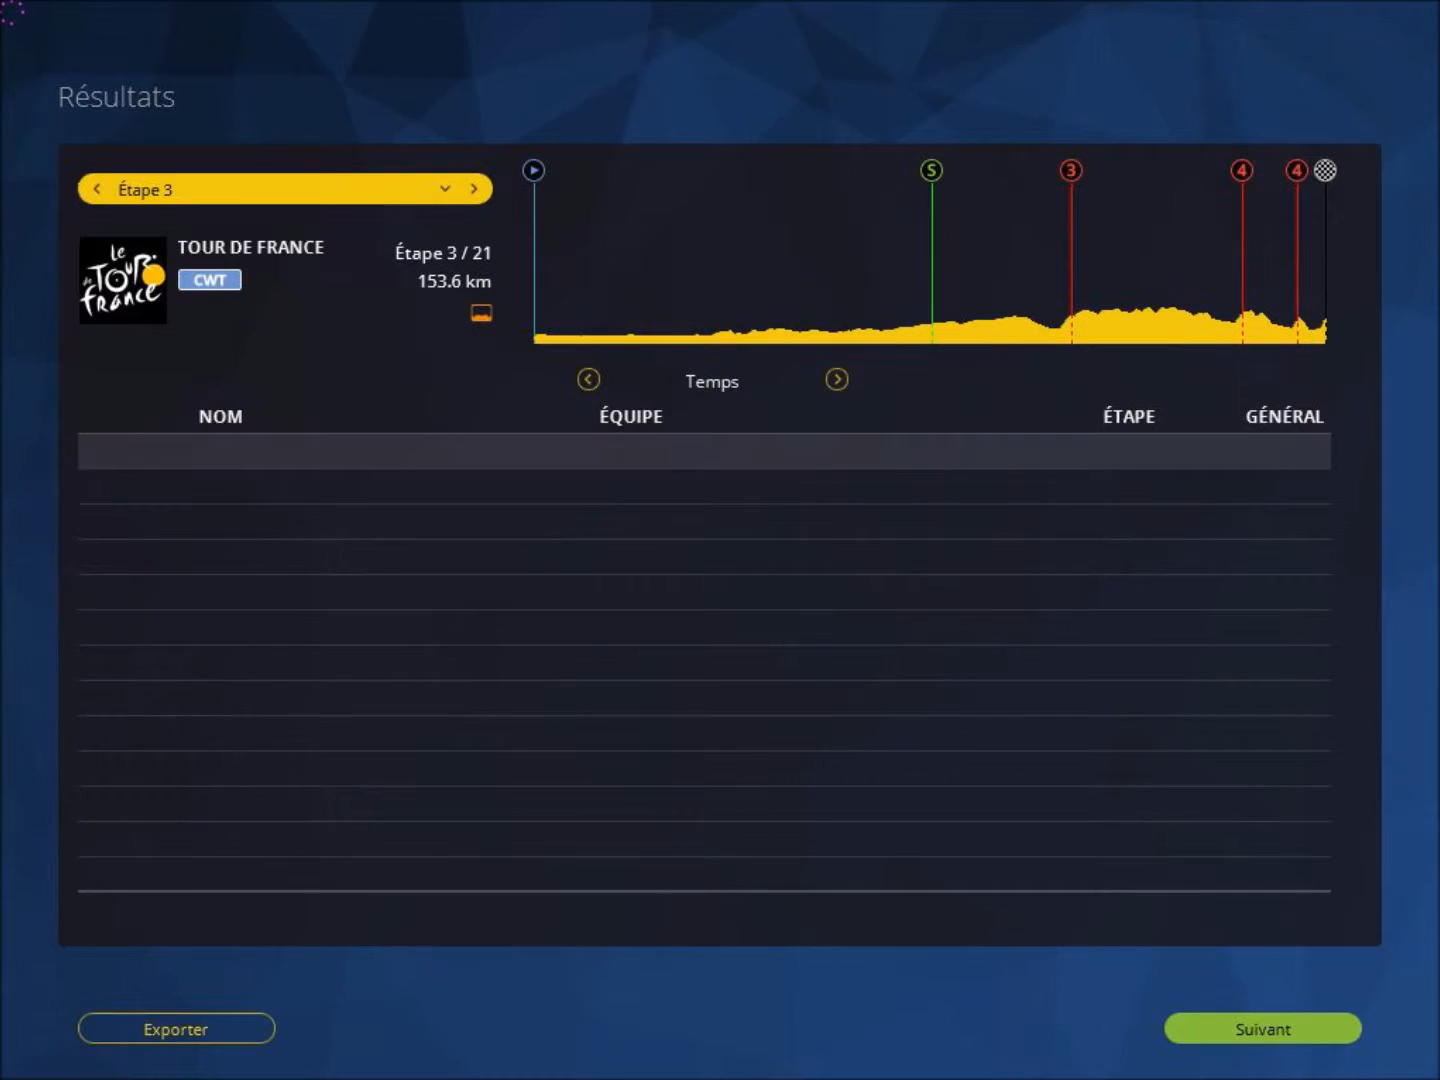 Résultats
Étape 3
S
3
4
4
le
TOUR
de
france
TOUR DE FRANCE
CWT
Étape 3 / 21
153.6 km
Temps
NOM
ÉQUIPE
ÉTAPE
GÉNÉRAL
Exporter
Suivant